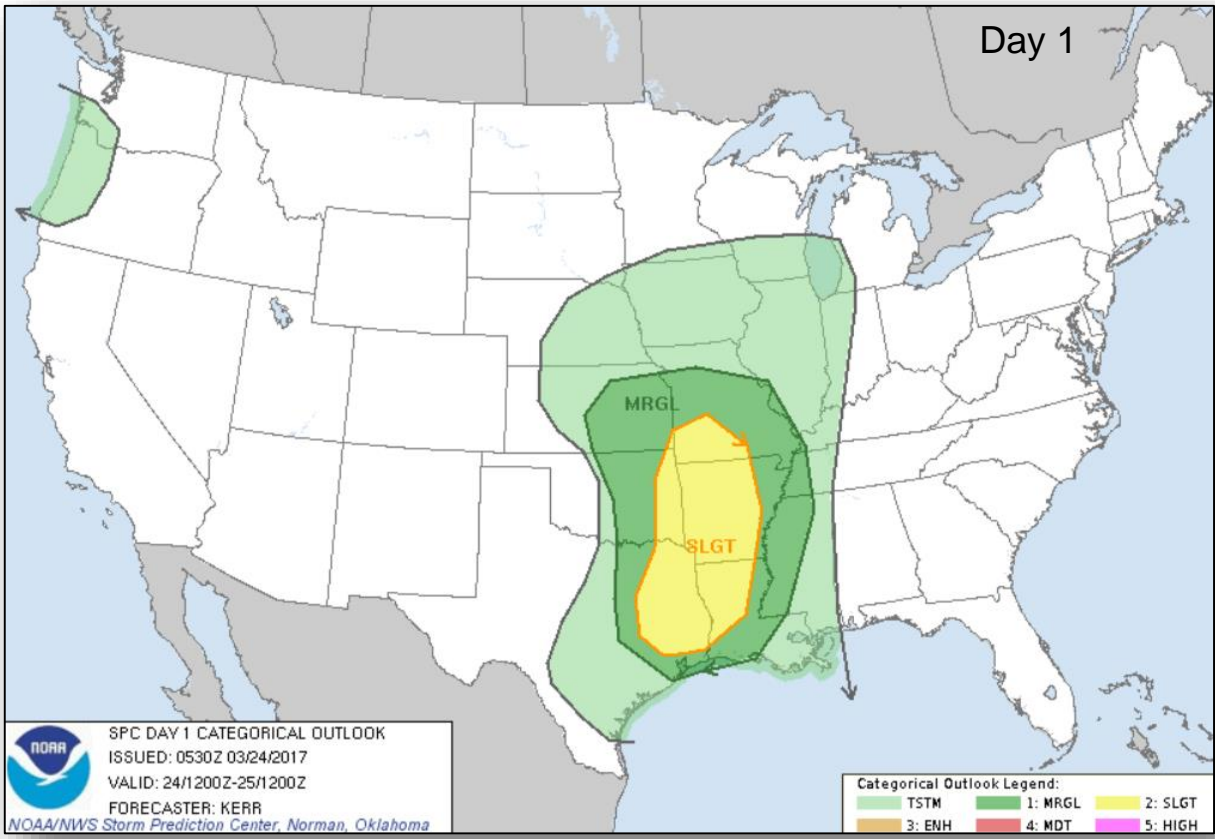 Day 1
MRGL
SLGT
NOAA
SPC DAY 1 CATEGORICAL OUTLOOK
ISSUED: 0530Z 03/24/2017
VALID: 24/1200Z-25/1200Z
FORECASTER: KERR
NOAA/NWS Storm Prediction Center, Norman, Oklahoma
Categorical Outlook Legend:
TSTM 1: MRGL 2: SLGT
3: ENH 4: MDT 5: HIGH